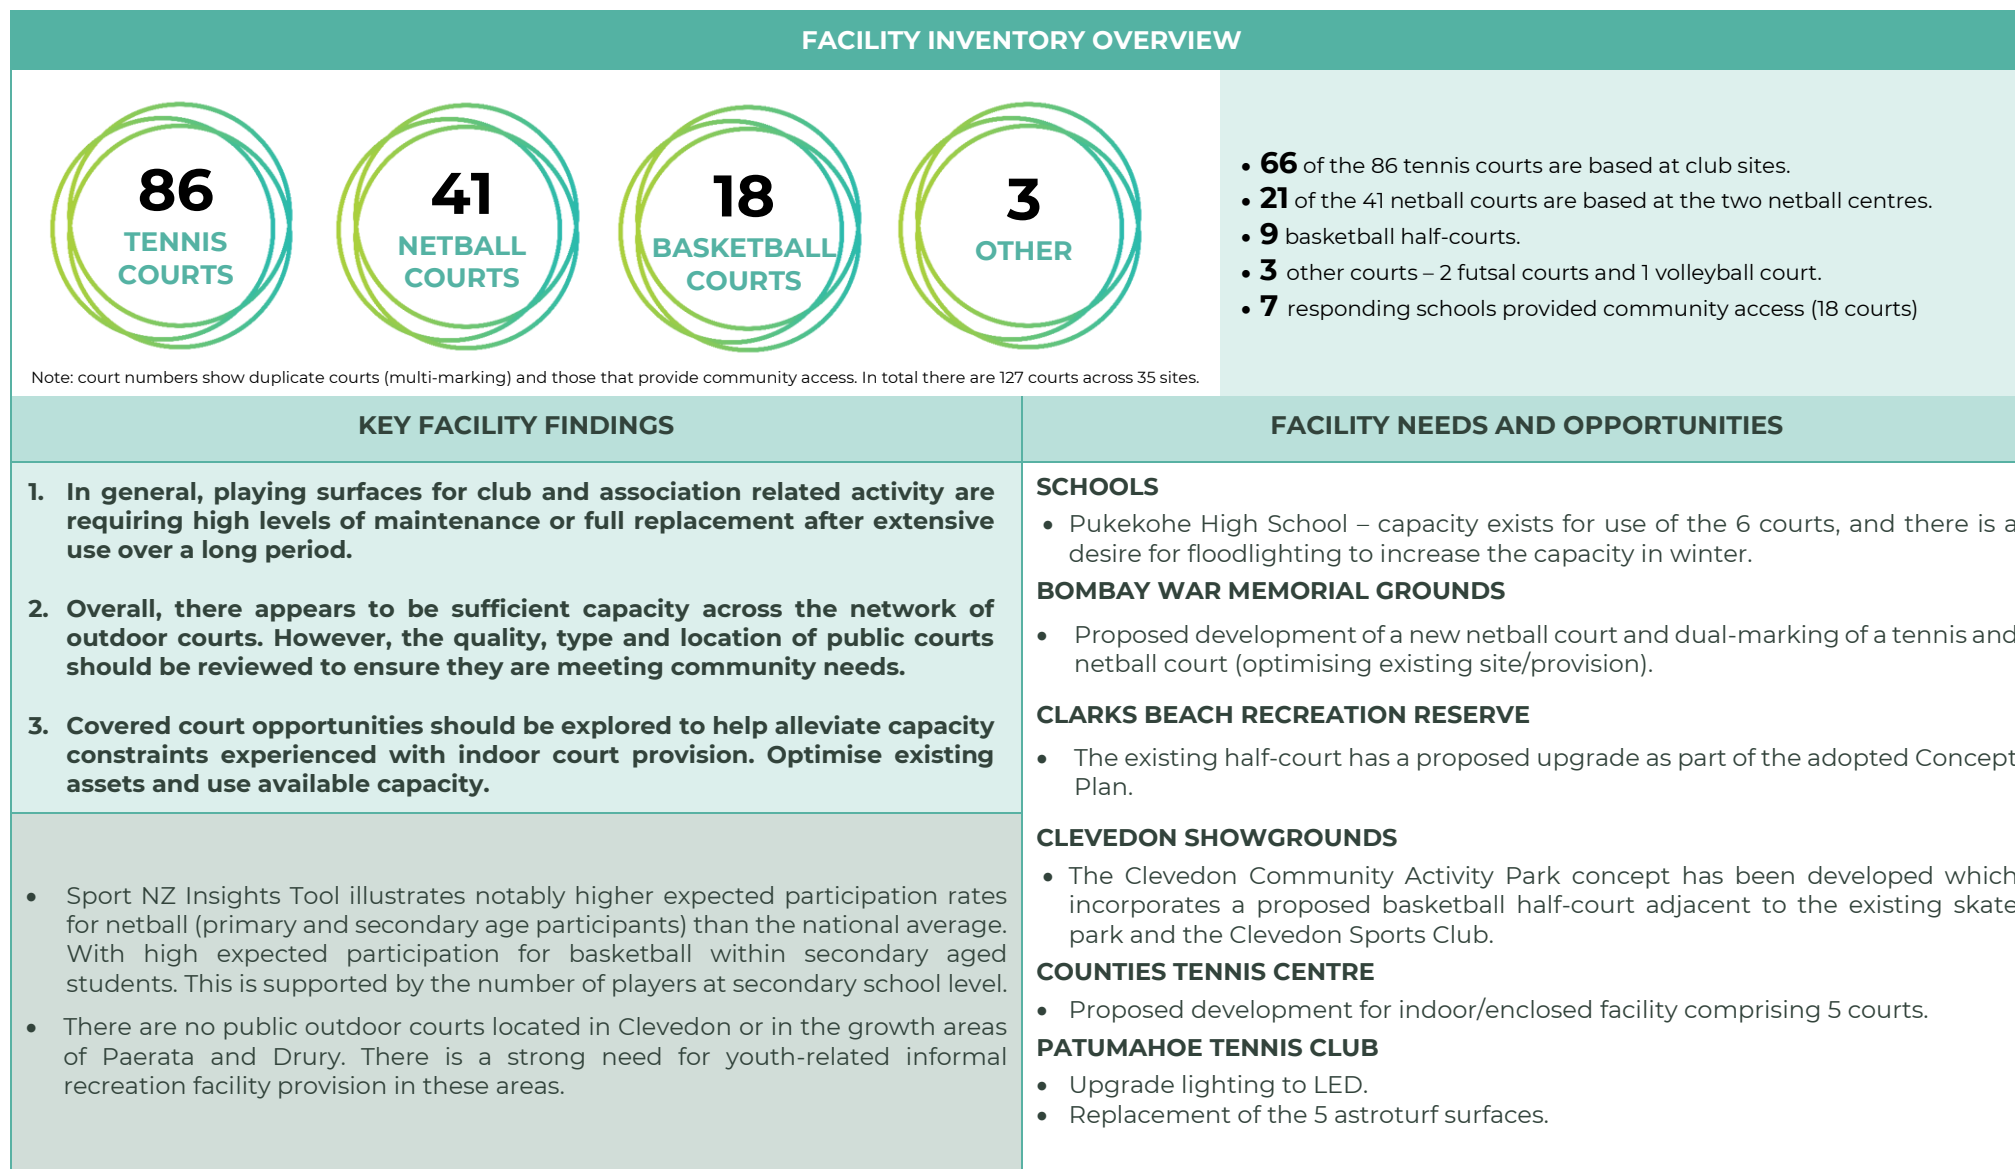 FACILITY INVENTORY OVERVIEW
86
TENNIS
COURTS
41
NETBALL
COURTS
18
BASKETBALL
COURTS
3
OTHER
Note: court numbers show duplicate courts (multi-marking) and those that provide community access. In total there are 127 courts across 35 sites.
• 66 of the 86 tennis courts are based at club sites.
• 21 of the 41 netball courts are based at the two netball centres.
• 9 basketball half-courts.
• 3 other courts – 2 futsal courts and 1 volleyball court.
• 7 responding schools provided community access (18 courts)
KEY FACILITY FINDINGS
1. In general, playing surfaces for club and association related activity are
requiring high levels of maintenance or full replacement after extensive
use over a long period.
2. Overall, there appears to be sufficient capacity across the network of
outdoor courts. However, the quality, type and location of public courts
should be reviewed to ensure they are meeting community needs.
3. Covered court opportunities should be explored to help alleviate capacity
constraints experienced with indoor court provision. Optimise existing
assets and use available capacity.
• Sport NZ Insights Tool illustrates notably higher expected participation rates
for netball (primary and secondary age participants) than the national average.
With high expected participation for basketball within secondary aged
students. This is supported by the number of players at secondary school level.
• There are no public outdoor courts located in Clevedon or in the growth areas
of Paerata and Drury. There is a strong need for youth-related informal
recreation facility provision in these areas.
FACILITY NEEDS AND OPPORTUNITIES
SCHOOLS
• Pukekohe High School – capacity exists for use of the 6 courts, and there is a
desire for floodlighting to increase the capacity in winter.
BOMBAY WAR MEMORIAL GROUNDS
• Proposed development of a new netball court and dual-marking of a tennis and
netball court (optimising existing site/provision).
CLARKS BEACH RECREATION RESERVE
• The existing half-court has a proposed upgrade as part of the adopted Concept
Plan.
CLEVEDON SHOWGROUNDS
• The Clevedon Community Activity Park concept has been developed which
incorporates a proposed basketball half-court adjacent to the existing skate
park and the Clevedon Sports Club.
COUNTIES TENNIS CENTRE
• Proposed development for indoor/enclosed facility comprising 5 courts.
PATUMAHOE TENNIS CLUB
• Upgrade lighting to LED.
• Replacement of the 5 astroturf surfaces.